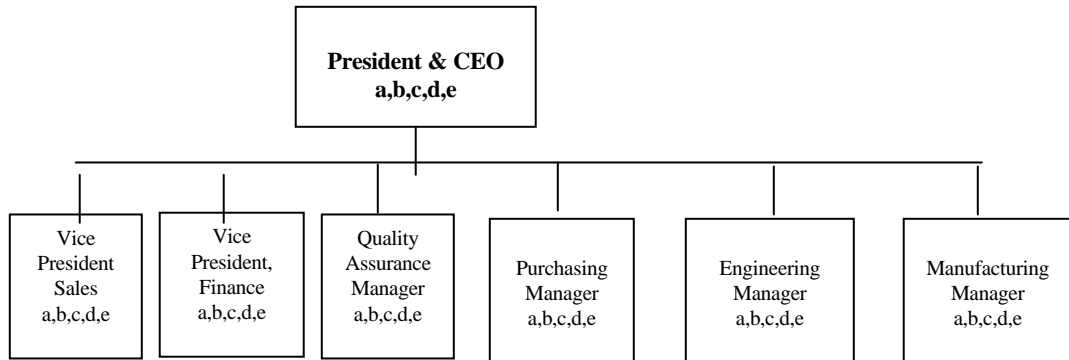 President & CEO
a,b,c,d,e
Vice
President
Sales
a,b,c,d,e
Vice
President,
Finance
a,b,c,d,e
Quality
Assurance
Manager
a,b,c,d,e
Purchasing
Manager
a,b,c,d,e
Engineering
Manager
a,b,c,d,e
Manufacturing
Manager
a,b,c,d,e